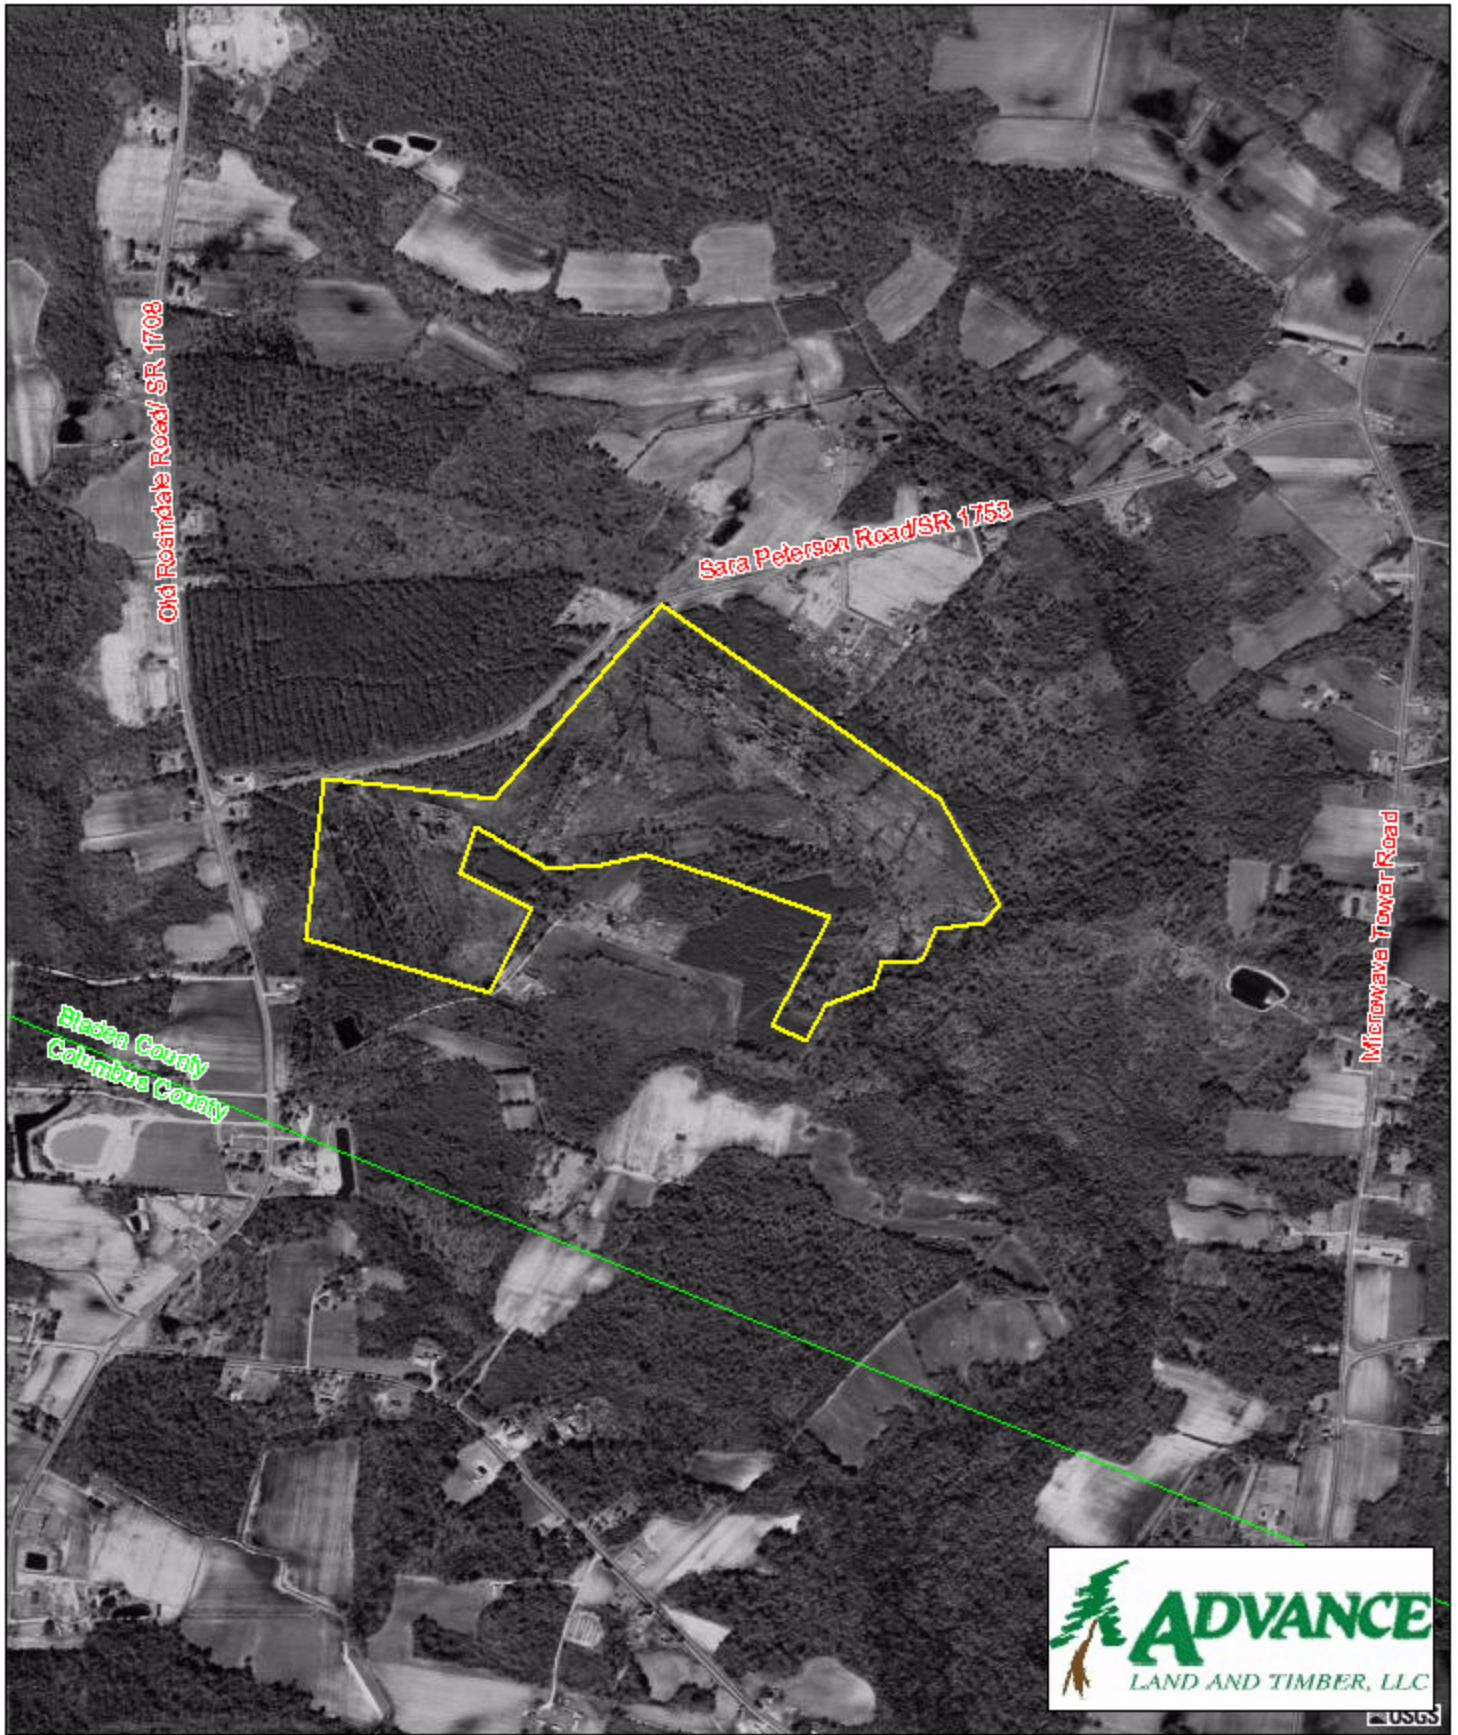 Old Rosindale Road/ SR 1708
Sara Peterson Road/SR 1753
Microwave Tower Road
Bladen County
Columbus County
ADVANCE
LAND AND TIMBER, LLC
USGS